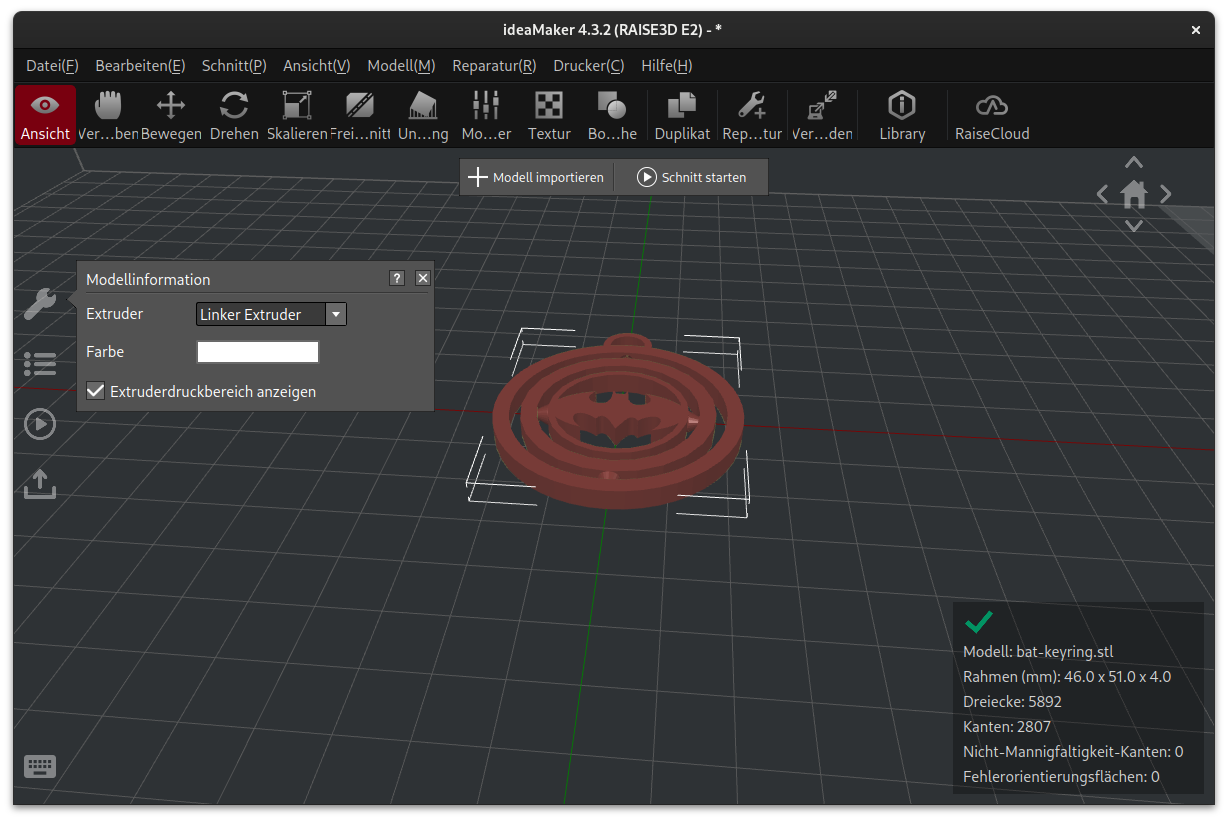 ideaMaker 4.3.2 (RAISE3D E2) - *
Datei(F) Bearbeiten(E) Schnitt(P) Ansicht(V) Modell(M) Reparatur(R) Drucker(C) Hilfe(H)
Ansicht Ver…ben Bewegen Drehen Skalieren Frei…nitt Un…ng Mo…er Textur Bo…he Duplikat Rep…tur Ver…den Library RaiseCloud
Modell importieren Schnitt starten
Modellinformation ?
Extruder Linker Extruder
Farbe
Extruderdruckbereich anzeigen
Modell: bat-keyring.stl
Rahmen (mm): 46.0 x 51.0 x 4.0
Dreiecke: 5892
Kanten: 2807
Nicht-Mannigfaltigkeit-Kanten: 0
Fehlerorientierungsflächen: 0